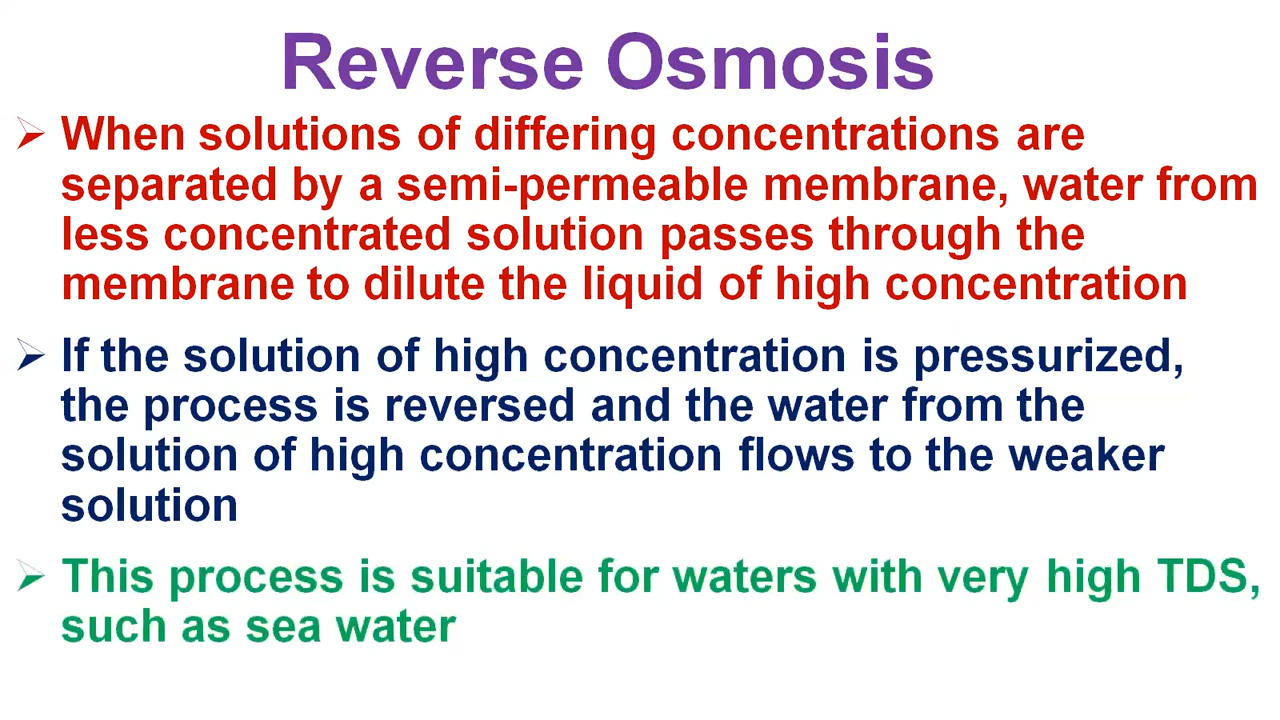 Reverse Osmosis
When solutions of differing concentrations are
separated by a semi-permeable membrane, water from
less concentrated solution passes through the
membrane to dilute the liquid of high concentration
If the solution of high concentration is pressurized,
the process is reversed and the water from the
solution of high concentration flows to the weaker
solution
This process is suitable for waters with very high TDS,
such as sea water